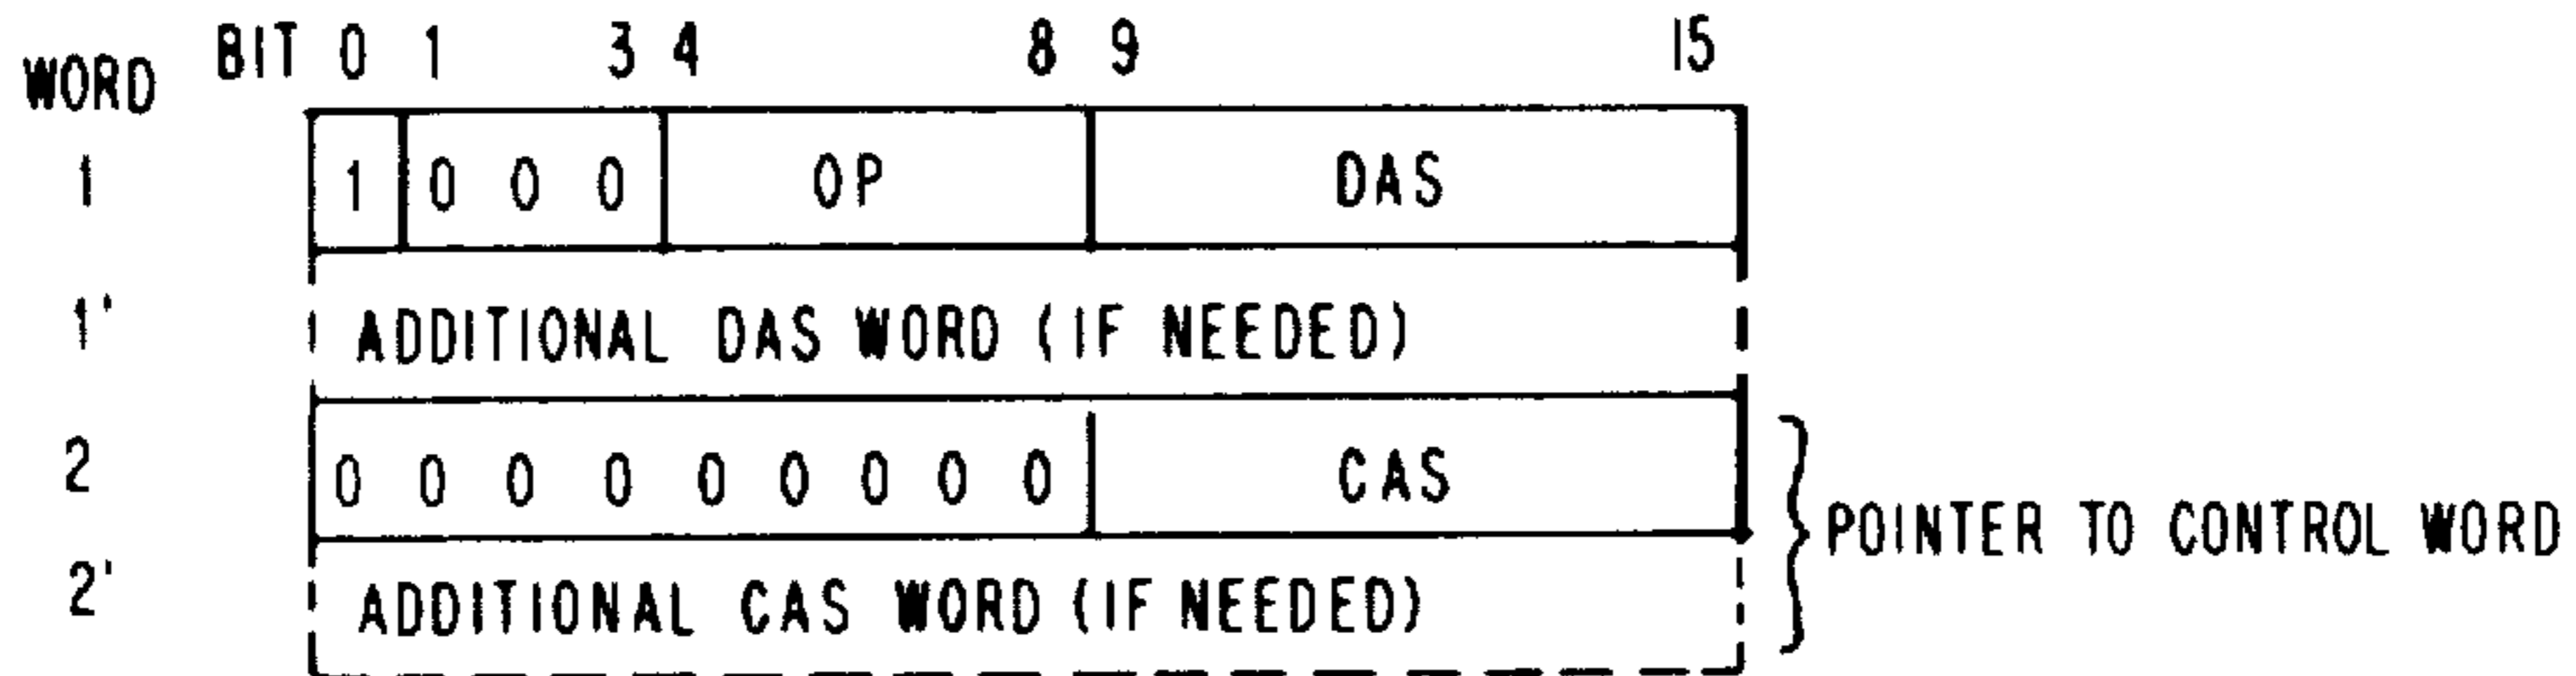 WORD BIT 0 1 3 4 8 9 15
1 1 0 0 0 OP DAS
1' ADDITIONAL DAS WORD (IF NEEDED)
2 0 0 0 0 0 0 0 0 0 CAS
POINTER TO CONTROL WORD
2' ADDITIONAL CAS WORD (IF NEEDED)